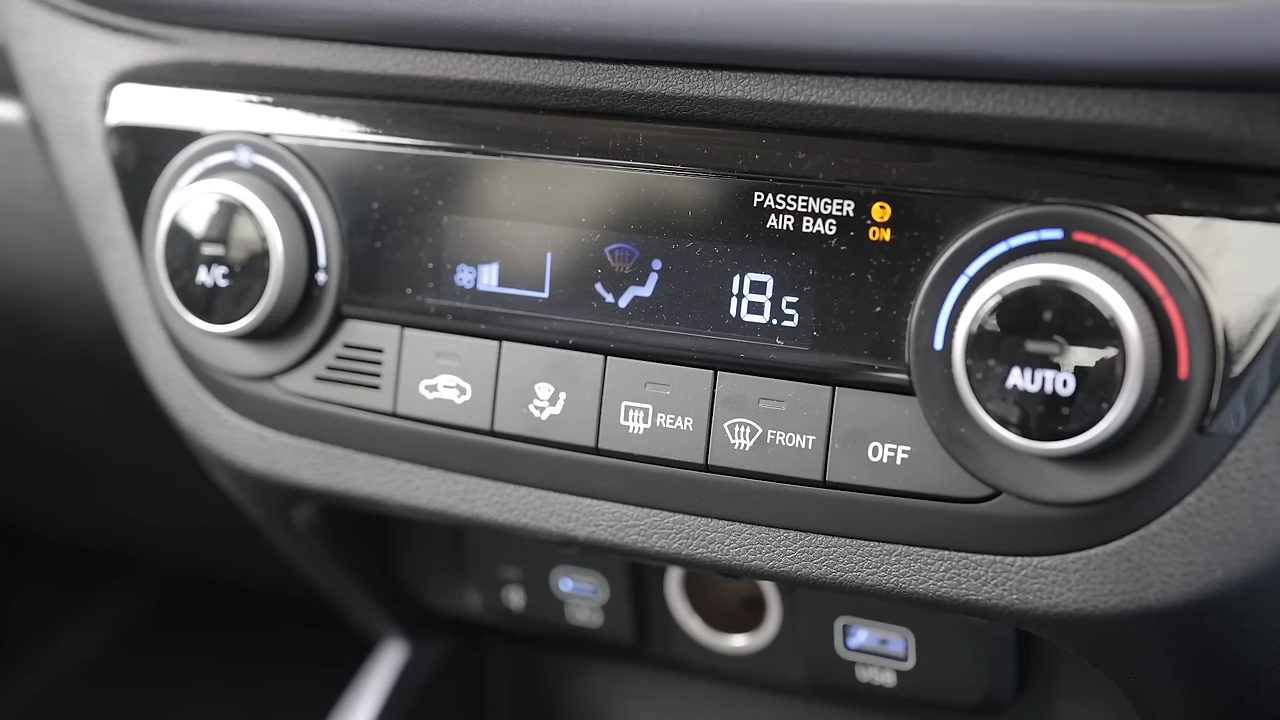 PASSENGER
AIR BAG
ON
18.5
A/C
AUTO
REAR
FRONT
OFF
USB